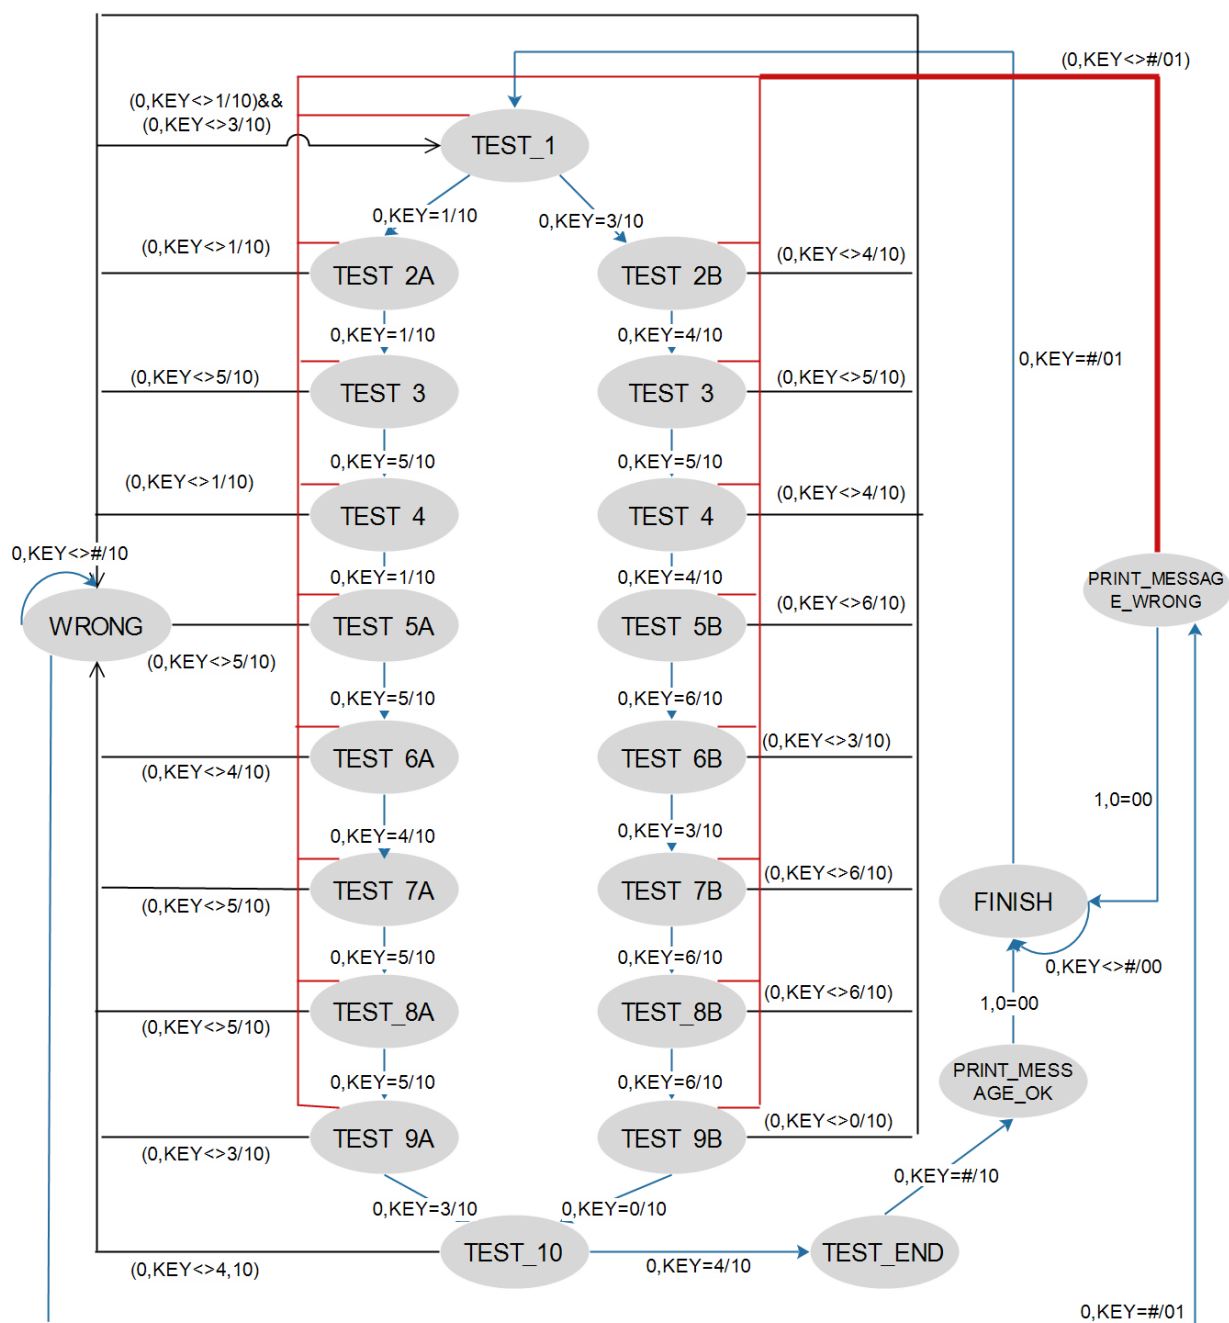 (0,KEY<>#/01)
(0,KEY<>1/10)&&
(0,KEY<>3/10)
TEST_1
0,KEY=1/10
0,KEY=3/10
(0,KEY<>1/10)
TEST 2A
TEST 2B
(0,KEY<>4/10)
0,KEY=1/10
0,KEY=4/10
0,KEY=#/01
(0,KEY<>5/10)
TEST 3
TEST 3
(0,KEY<>5/10)
0,KEY=5/10
0,KEY=5/10
(0,KEY<>1/10)
TEST 4
TEST 4
(0,KEY<>4/10)
0,KEY<>#/10
0,KEY=1/10
0,KEY=4/10
PRINT_MESSAG
E_WRONG
WRONG
TEST 5A
TEST 5B
(0,KEY<>6/10)
(0,KEY<>5/10)
0,KEY=5/10
0,KEY=6/10
TEST 6A
TEST 6B
(0,KEY<>3/10)
(0,KEY<>4/10)
1,0=00
0,KEY=4/10
0,KEY=3/10
TEST 7A
TEST 7B
(0,KEY<>6/10)
FINISH
(0,KEY<>5/10)
0,KEY=5/10
0,KEY=6/10
0,KEY<>#/00
(0,KEY<>6/10)
1,0=00
TEST_8A
TEST_8B
(0,KEY<>5/10)
0,KEY=5/10
0,KEY=6/10
PRINT_MESS
AGE_OK
(0,KEY<>0/10)
TEST 9A
TEST 9B
(0,KEY<>3/10)
0,KEY=#/10
0,KEY=3/10
0,KEY=0/10
TEST_10
TEST_END
(0,KEY<>4,10)
0,KEY=4/10
0,KEY=#/01